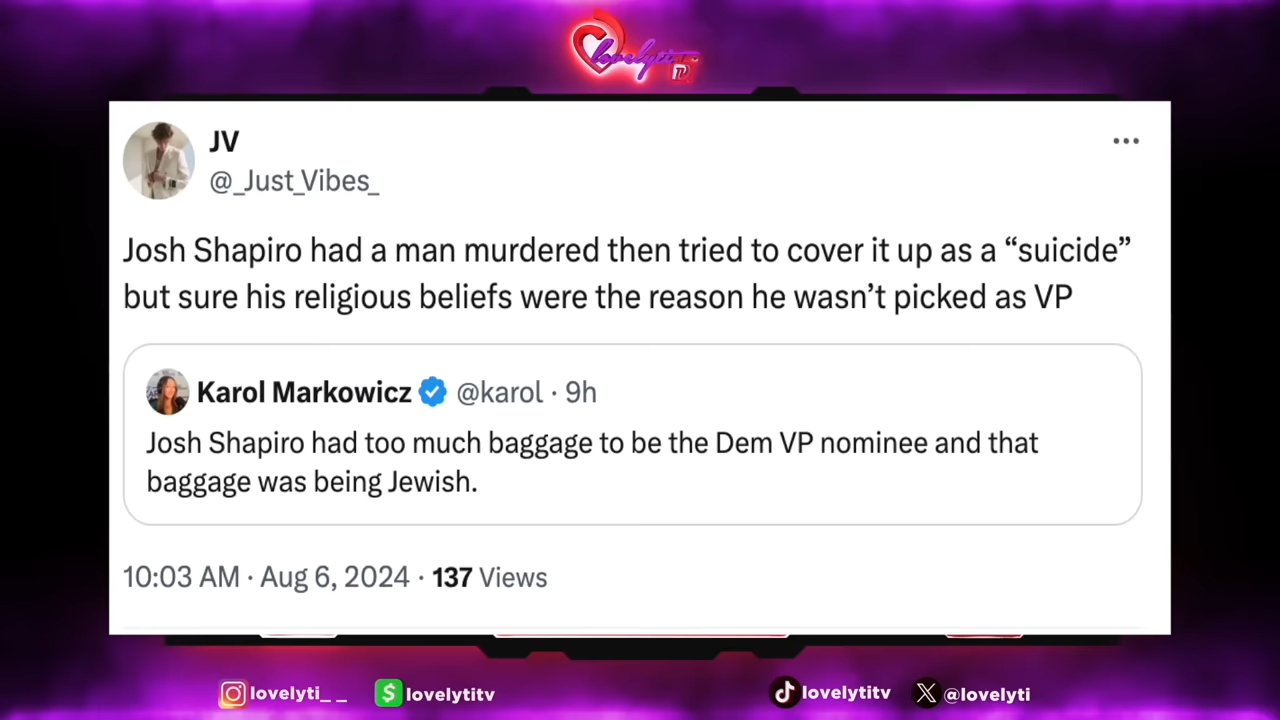 lovelyti
TV
JV
@_Just_Vibes_
Josh Shapiro had a man murdered then tried to cover it up as a “suicide”
but sure his religious beliefs were the reason he wasn’t picked as VP
Karol Markowicz @karol · 9h
Josh Shapiro had too much baggage to be the Dem VP nominee and that
baggage was being Jewish.
10:03 AM · Aug 6, 2024 · 137 Views
lovelyti_ _ lovelytitv lovelytitv @lovelyti